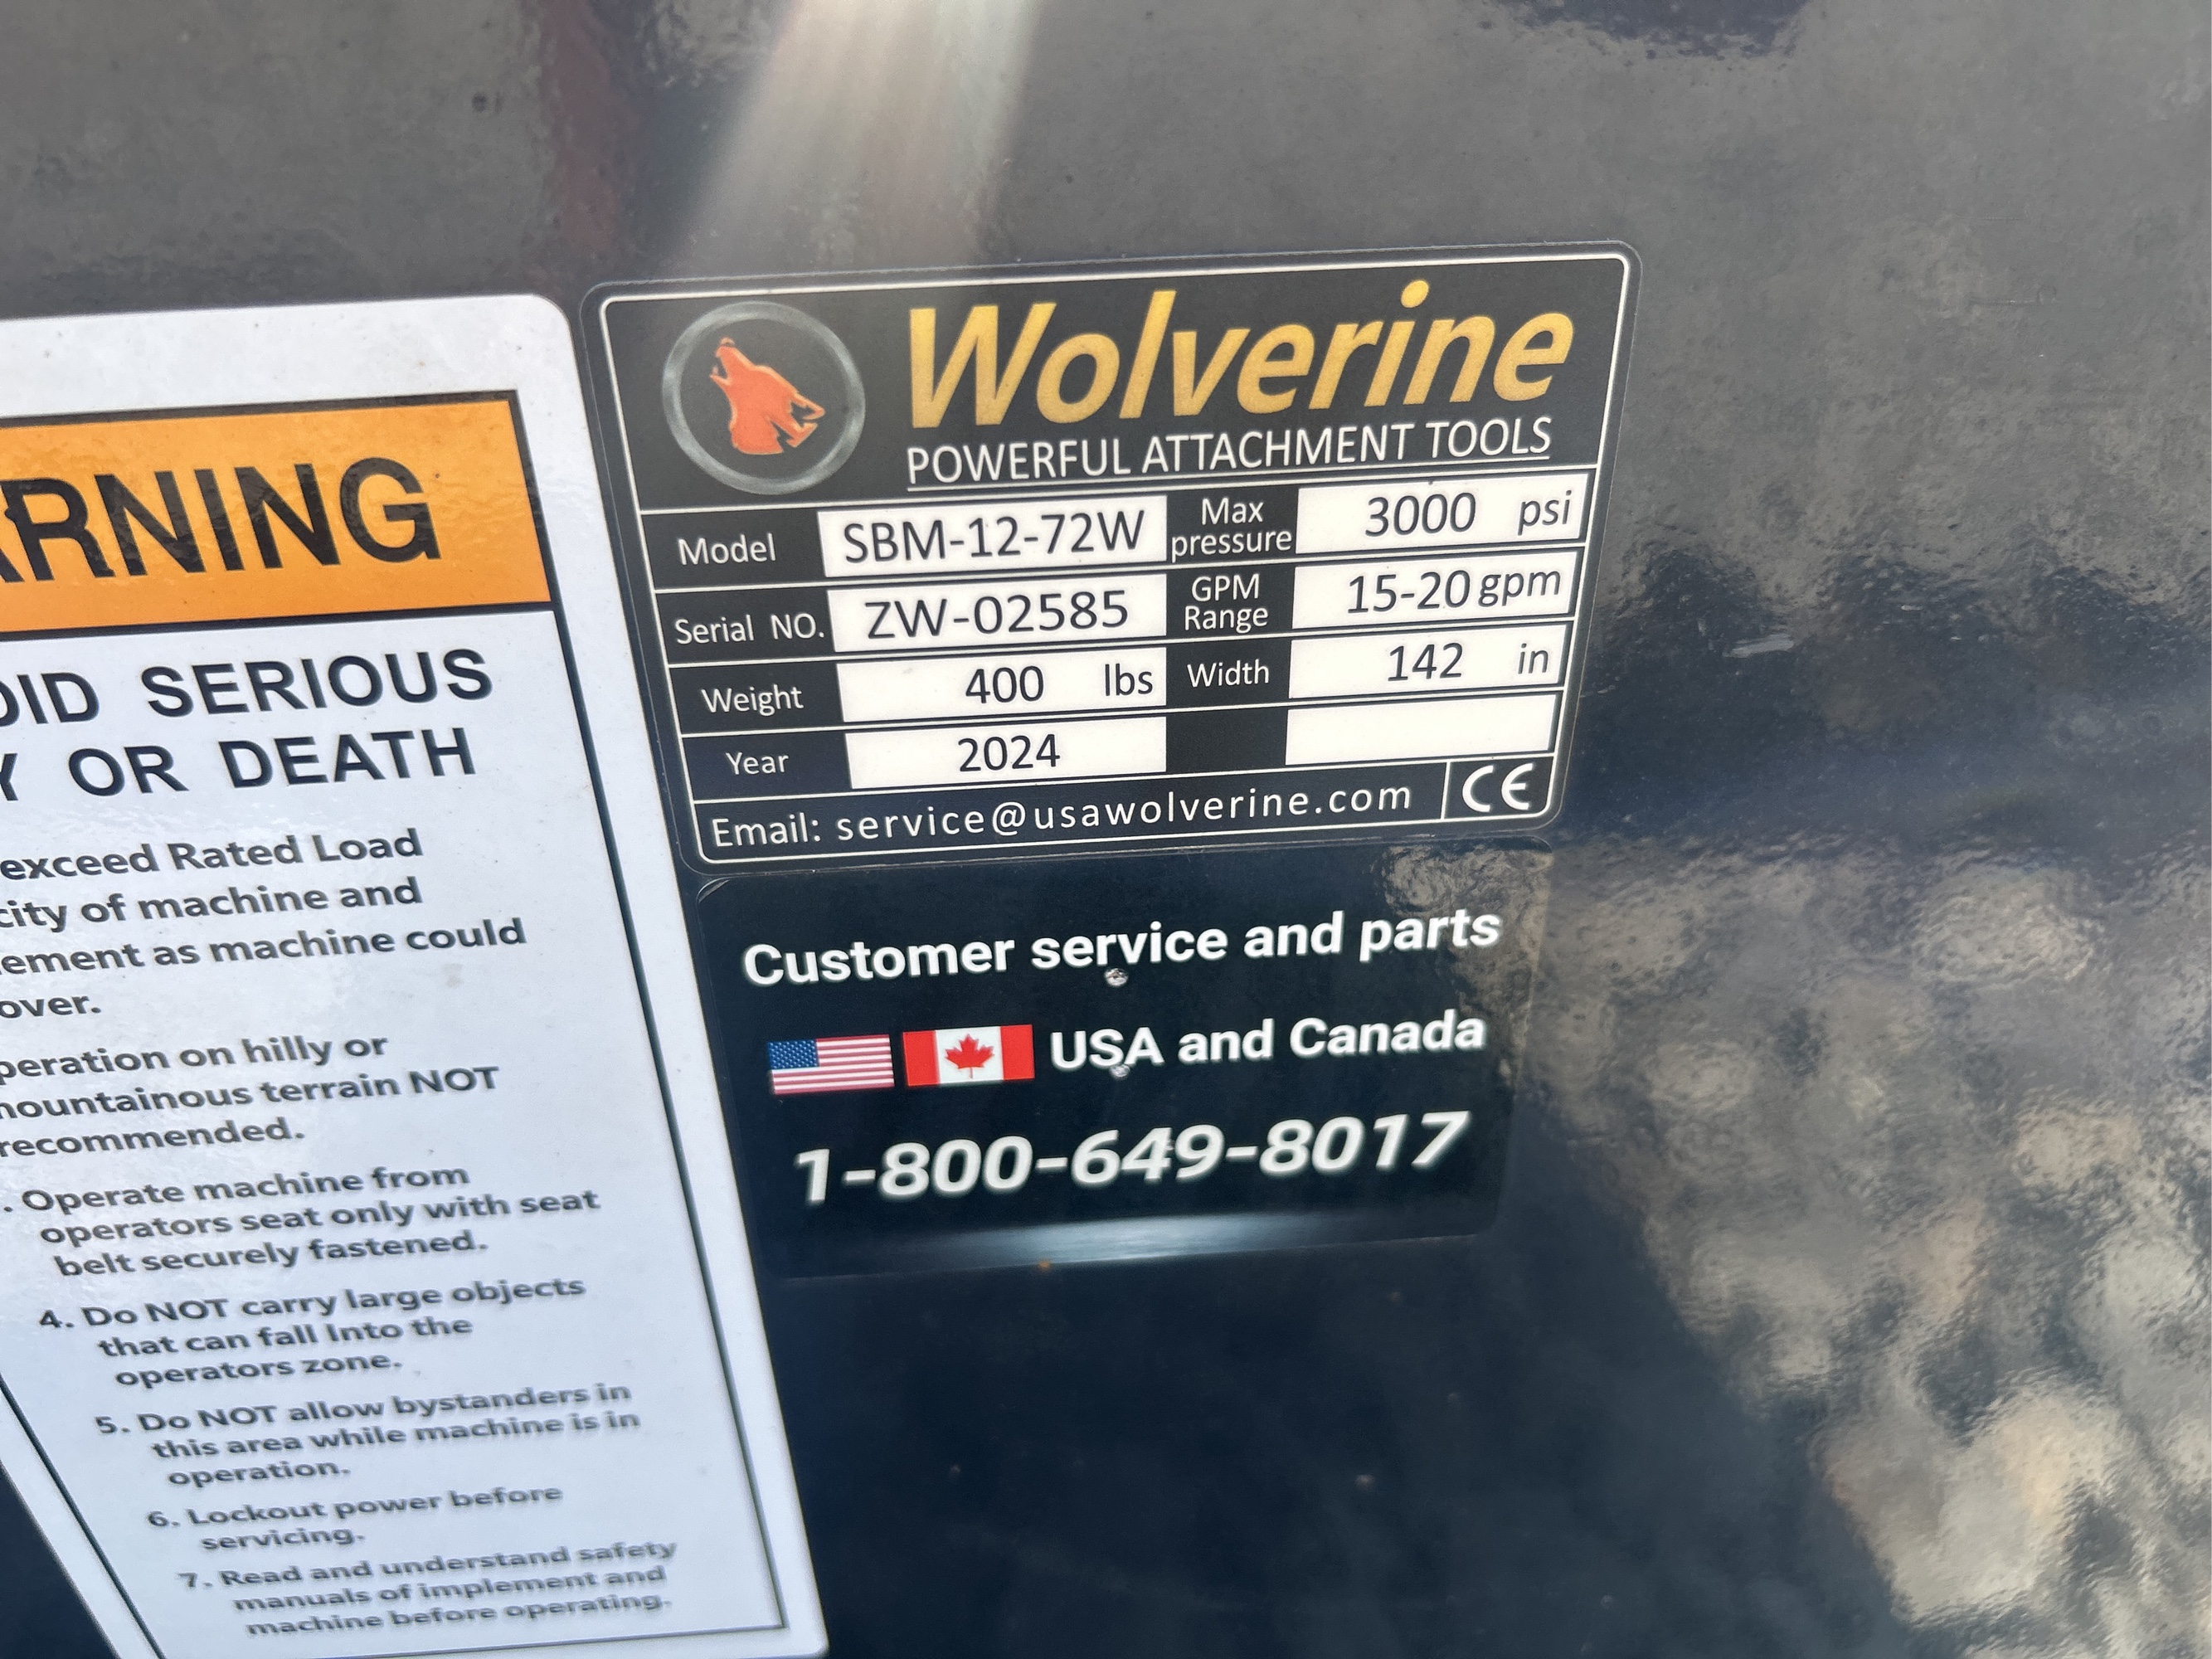 ARNING
OID SERIOUS
Y OR DEATH
exceed Rated Load
city of machine and
ement as machine could
over.
peration on hilly or
mountainous terrain NOT
recommended.
. Operate machine from
operators seat only with seat
belt securely fastened.
4. Do NOT carry large objects
that can fall Into the
operators zone.
5. Do NOT allow bystanders in
this area while machine is in
operation.
6. Lockout power before
servicing.
7. Read and understand safety
manuals of implement and
machine before operating.
Wolverine
POWERFUL ATTACHMENT TOOLS
Model SBM-12-72W Max pressure 3000 psi
Serial NO. ZW-02585 GPM Range 15-20 gpm
Weight 400 lbs Width 142 in
Year 2024
Email: service@usawolverine.com CE
Customer service and parts
USA and Canada
1-800-649-8017